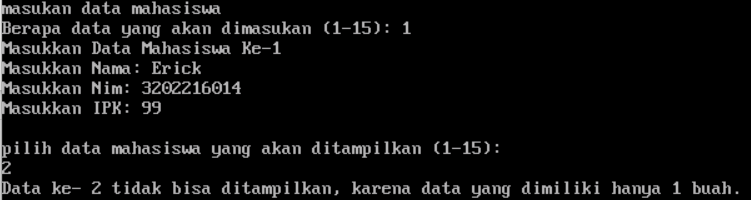 masukan data mahasiswa
Berapa data yang akan dimasukan (1-15): 1
Masukkan Data Mahasiswa Ke-1
Masukkan Nama: Erick
Masukkan Nim: 3202216014
Masukkan IPK: 99
pilih data mahasiswa yang akan ditampilkan (1-15):
2
Data ke- 2 tidak bisa ditampilkan, karena data yang dimiliki hanya 1 buah.